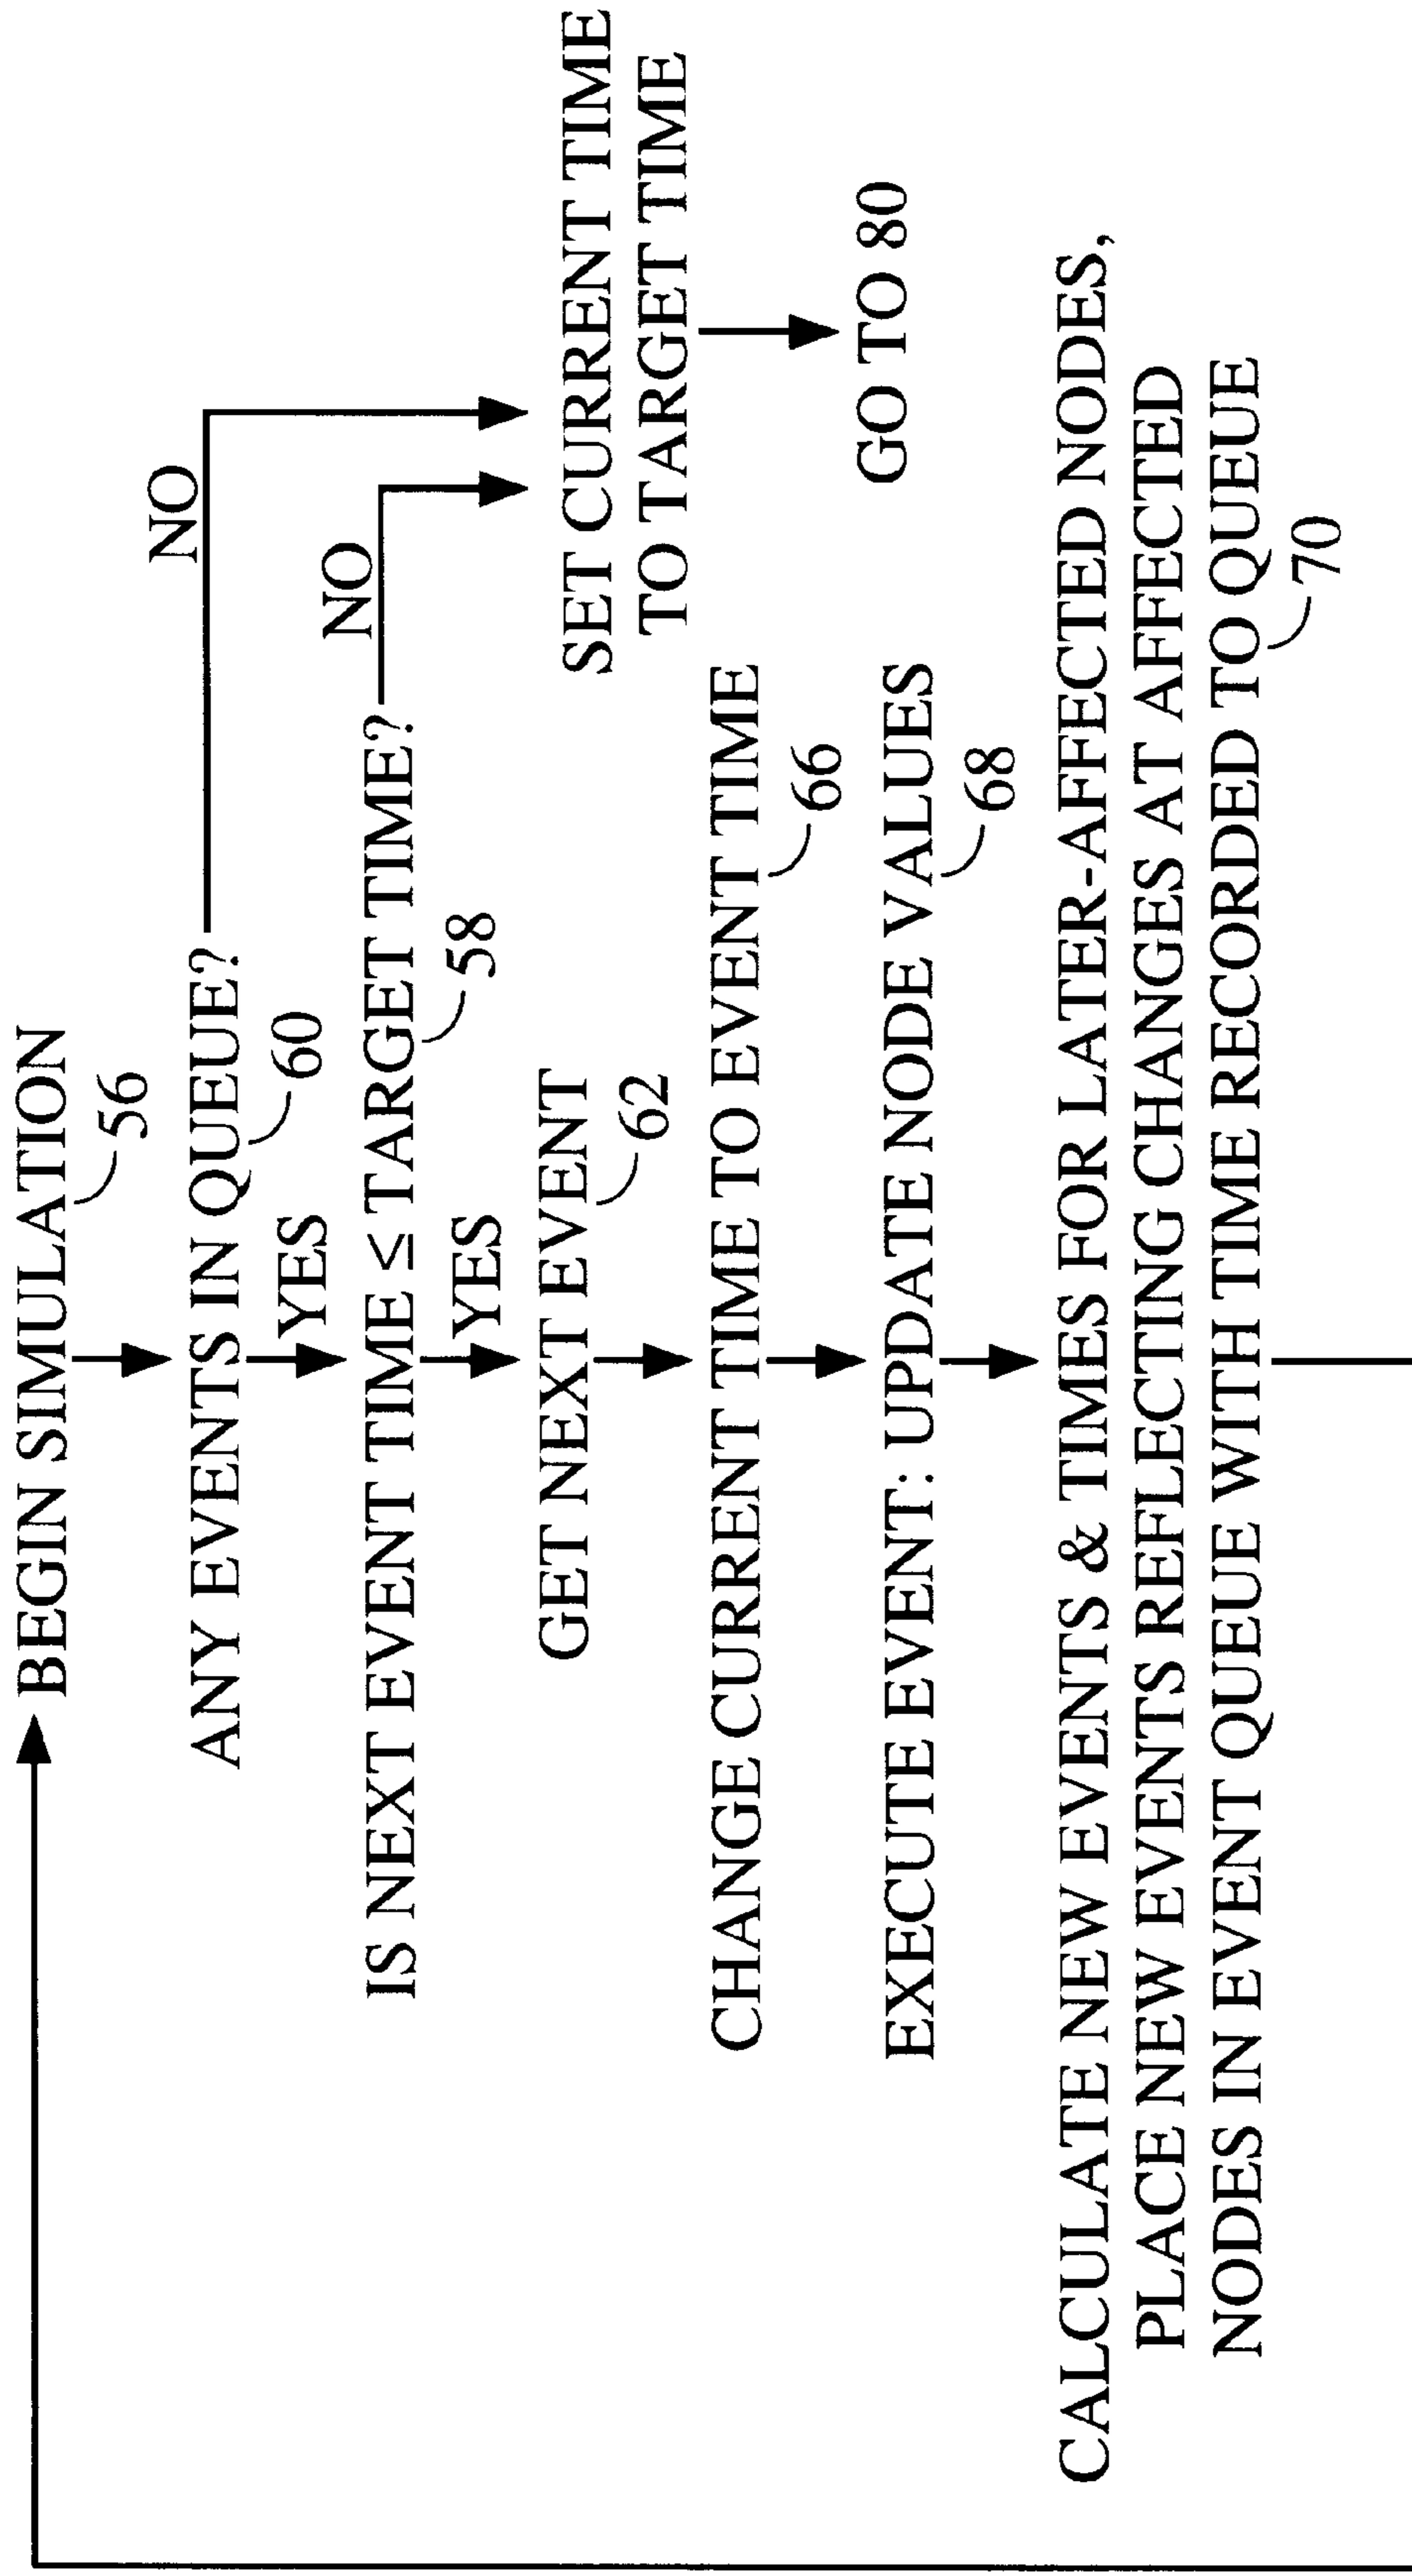 BEGIN SIMULATION
56
ANY EVENTS IN QUEUE?
60
NO
YES
IS NEXT EVENT TIME ≤ TARGET TIME?
58
NO
YES
GET NEXT EVENT
62
SET CURRENT TIME
TO TARGET TIME
GO TO 80
CHANGE CURRENT TIME TO EVENT TIME
66
EXECUTE EVENT: UPDATE NODE VALUES
68
CALCULATE NEW EVENTS & TIMES FOR LATER-AFFECTED NODES,
PLACE NEW EVENTS REFLECTING CHANGES AT AFFECTED
NODES IN EVENT QUEUE WITH TIME RECORDED TO QUEUE
70